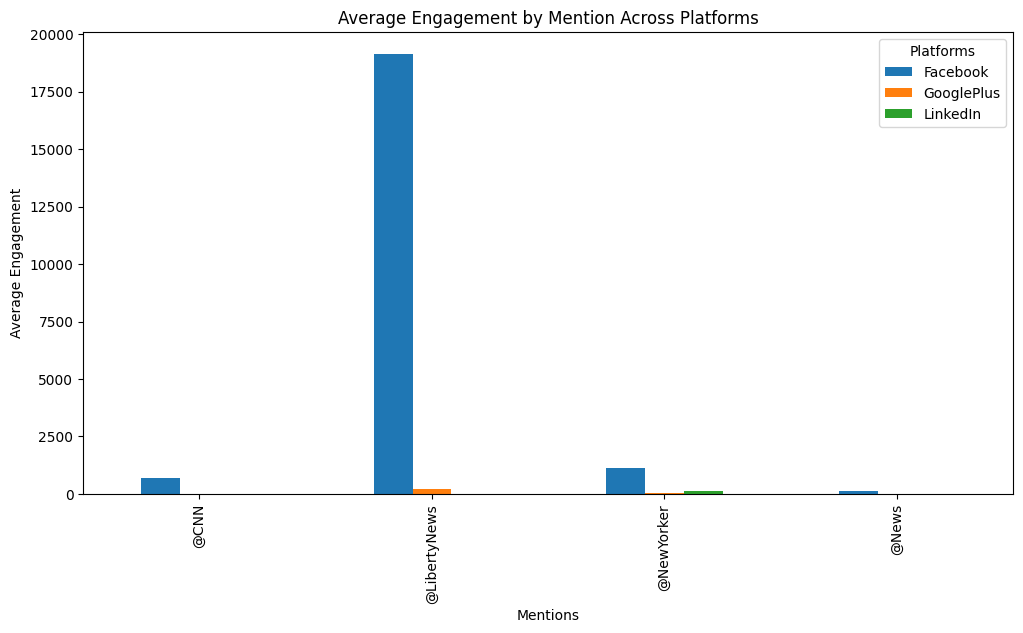 Average Engagement by Mention Across Platforms
20000
17500
15000
12500
10000
7500
5000
2500
0
Average Engagement
Platforms
Facebook
GooglePlus
LinkedIn
@CNN
@LibertyNews
@NewYorker
@News
Mentions